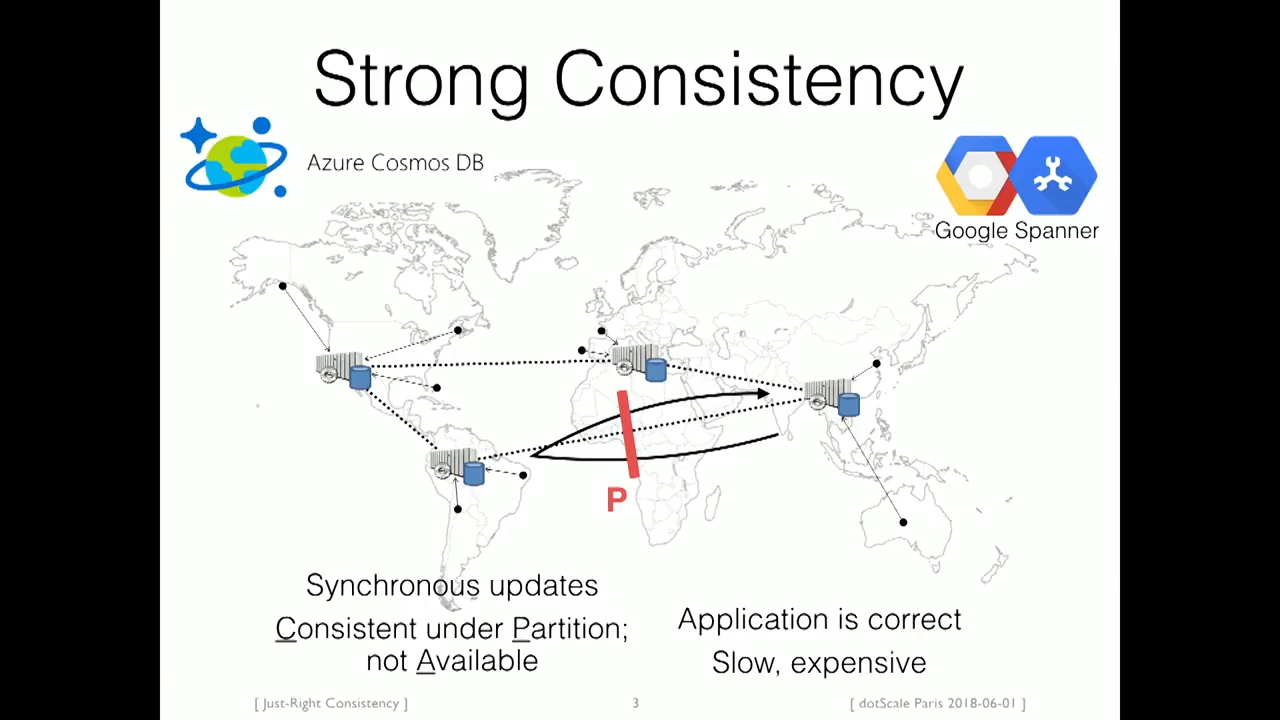 Strong Consistency
Azure Cosmos DB
Google Spanner
P
Synchronous updates
Consistent under Partition;
not Available
Application is correct
Slow, expensive
[ Just-Right Consistency ]
3
[ dotScale Paris 2018-06-01 ]